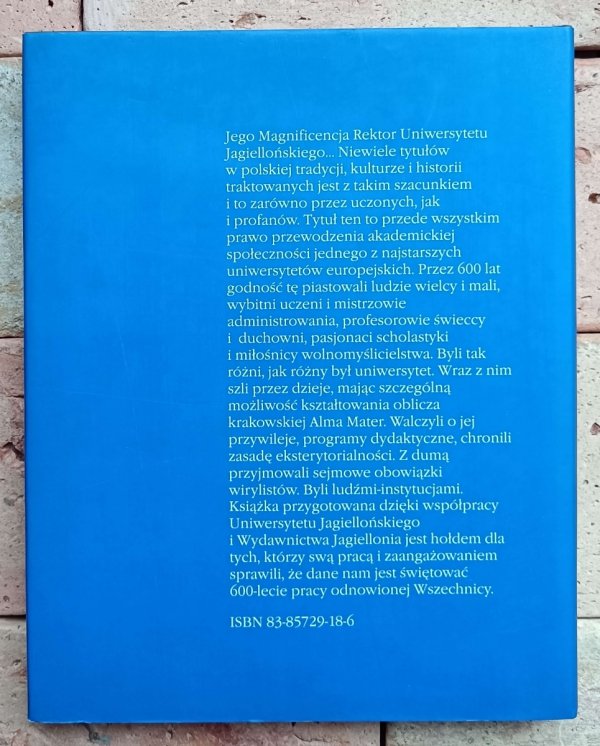 Jego Magnificencja Rektor Uniwersytetu
Jagiellońskiego... Niewiele tytułów
w polskiej tradycji, kulturze i historii
traktowanych jest z takim szacunkiem
i to zarówno przez uczonych, jak
i profanów. Tytuł ten to przede wszystkim
prawo przewodzenia akademickiej
społeczności jednego z najstarszych
uniwersytetów europejskich. Przez 600 lat
godność tę piastowali ludzie wielcy i mali,
wybitni uczeni i mistrzowie
administrowania, profesorowie świeccy
i duchowni, pasjonaci scholastyki
i miłośnicy wolnomyślicielstwa. Byli tak
różni, jak różny był uniwersytet. Wraz z nim
szli przez dzieje, mając szczególną
możliwość kształtowania oblicza
krakowskiej Alma Mater. Walczyli o jej
przywileje, programy dydaktyczne, chronili
zasadę eksterytorialności. Z dumą
przyjmowali sejmowe obowiązki
wirylistów. Byli ludźmi-instytucjami.
Książka przygotowana dzięki współpracy
Uniwersytetu Jagiellońskiego
i Wydawnictwa Jagiellonia jest hołdem dla
tych, którzy swą pracą i zaangażowaniem
sprawili, że dane nam jest świętować
600-lecie pracy odnowionej Wszechnicy.
ISBN 83-85729-18-6